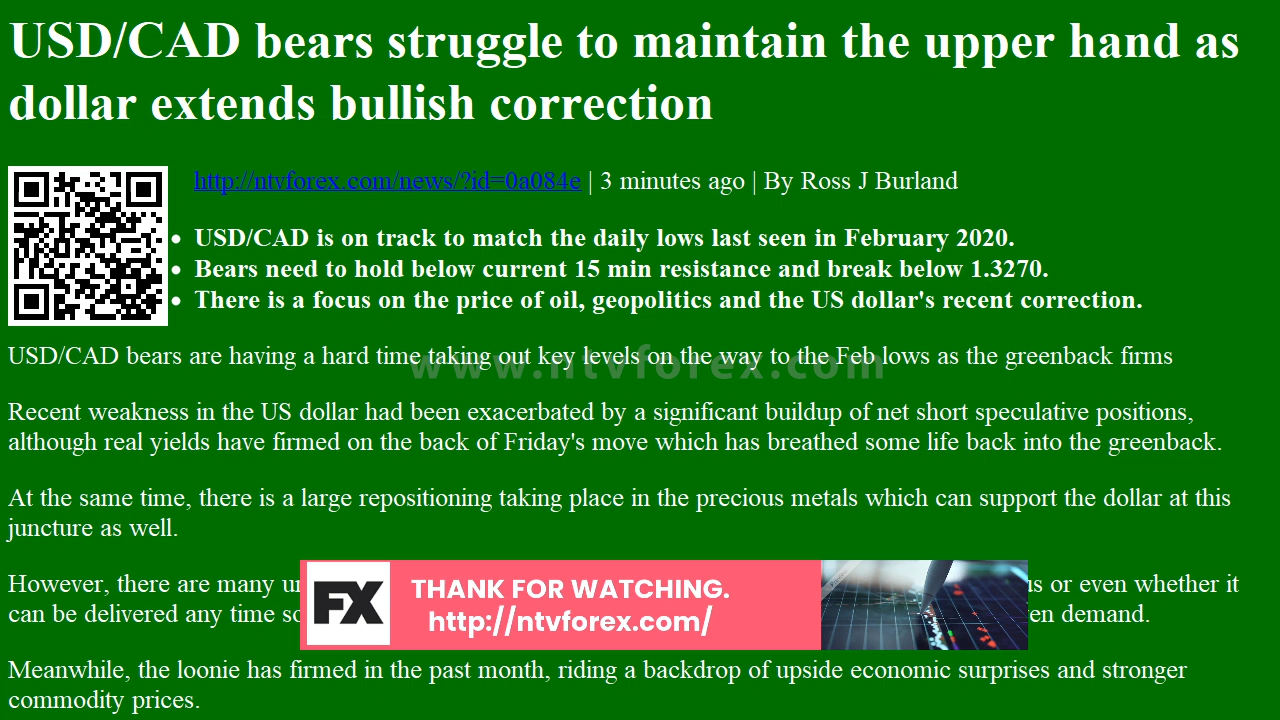 USD/CAD bears struggle to maintain the upper hand as
dollar extends bullish correction
http://ntvforex.com/news/?id=0a084e | 3 minutes ago | By Ross J Burland
• USD/CAD is on track to match the daily lows last seen in February 2020.
• Bears need to hold below current 15 min resistance and break below 1.3270.
• There is a focus on the price of oil, geopolitics and the US dollar's recent correction.
USD/CAD bears are having a hard time taking out key levels on the way to the Feb lows as the greenback firms
www.ntvforex.com
Recent weakness in the US dollar had been exacerbated by a significant buildup of net short speculative positions,
although real yields have firmed on the back of Friday's move which has breathed some life back into the greenback.
At the same time, there is a large repositioning taking place in the precious metals which can support the dollar at this
juncture as well.
However, there are many or even whether it
can be delivered any time demand.
FX
THANK FOR WATCHING.
http://ntvforex.com/
Meanwhile, the loonie has firmed in the past month, riding a backdrop of upside economic surprises and stronger
commodity prices.